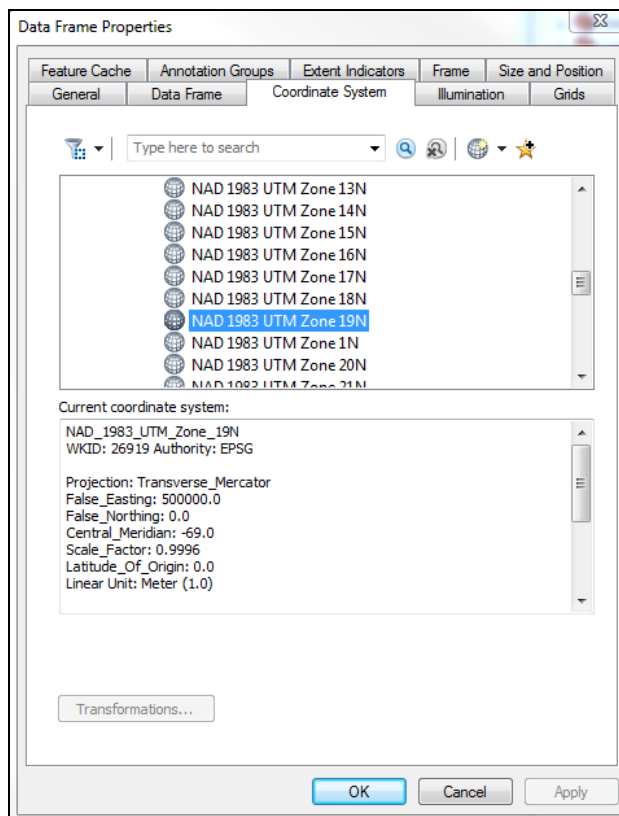 Data Frame Properties
Feature Cache Annotation Groups Extent Indicators Frame Size and Position
General Data Frame Coordinate System Illumination Grids
Type here to search
NAD 1983 UTM Zone 13N
NAD 1983 UTM Zone 14N
NAD 1983 UTM Zone 15N
NAD 1983 UTM Zone 16N
NAD 1983 UTM Zone 17N
NAD 1983 UTM Zone 18N
NAD 1983 UTM Zone 19N
NAD 1983 UTM Zone 1N
NAD 1983 UTM Zone 20N
NAD 1983 UTM Zone 21N
Current coordinate system:
NAD_1983_UTM_Zone_19N
WKID: 26919 Authority: EPSG
Projection: Transverse_Mercator
False_Easting: 500000.0
False_Northing: 0.0
Central_Meridian: -69.0
Scale_Factor: 0.9996
Latitude_Of_Origin: 0.0
Linear Unit: Meter (1.0)
Transformations...
OK Cancel Apply